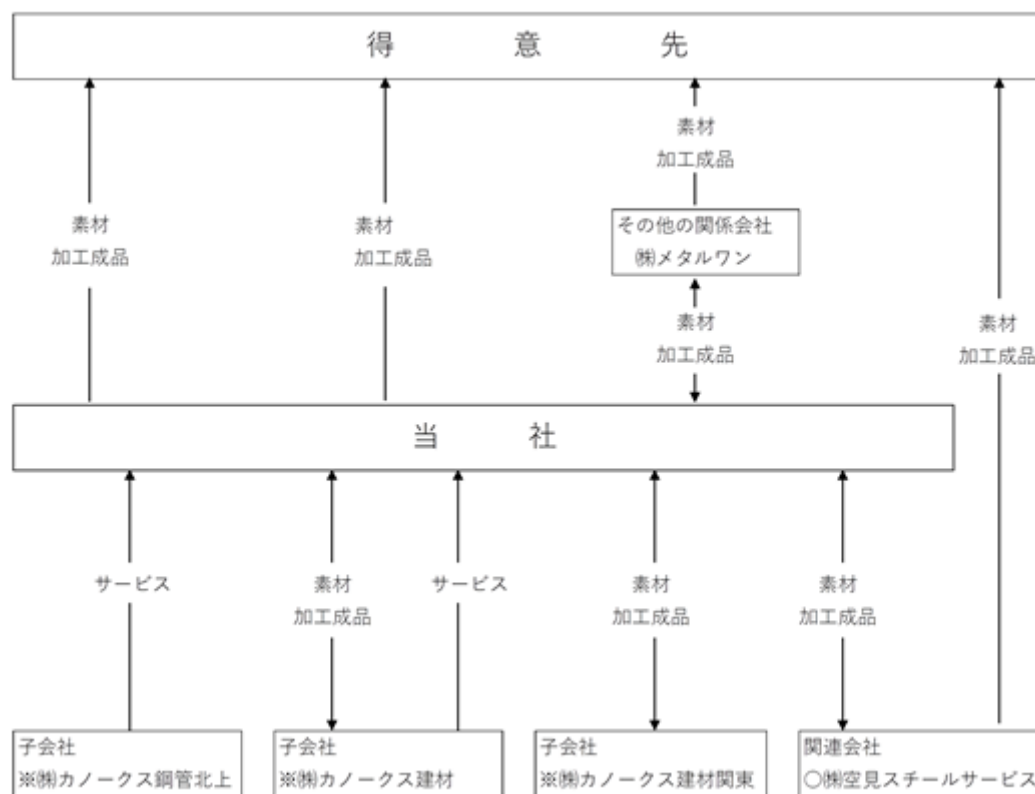 得意先
素材
加工成品
その他の関係会社
㈱メタルワン
素材
加工成品
素材
加工成品
素材
加工成品
素材
加工成品
当社
サービス
素材
加工成品
サービス
素材
加工成品
素材
加工成品
子会社
※㈱カノークス鋼管北上
子会社
※㈱カノークス建材
子会社
※㈱カノークス建材関東
関連会社
○㈱空見スチールサービス